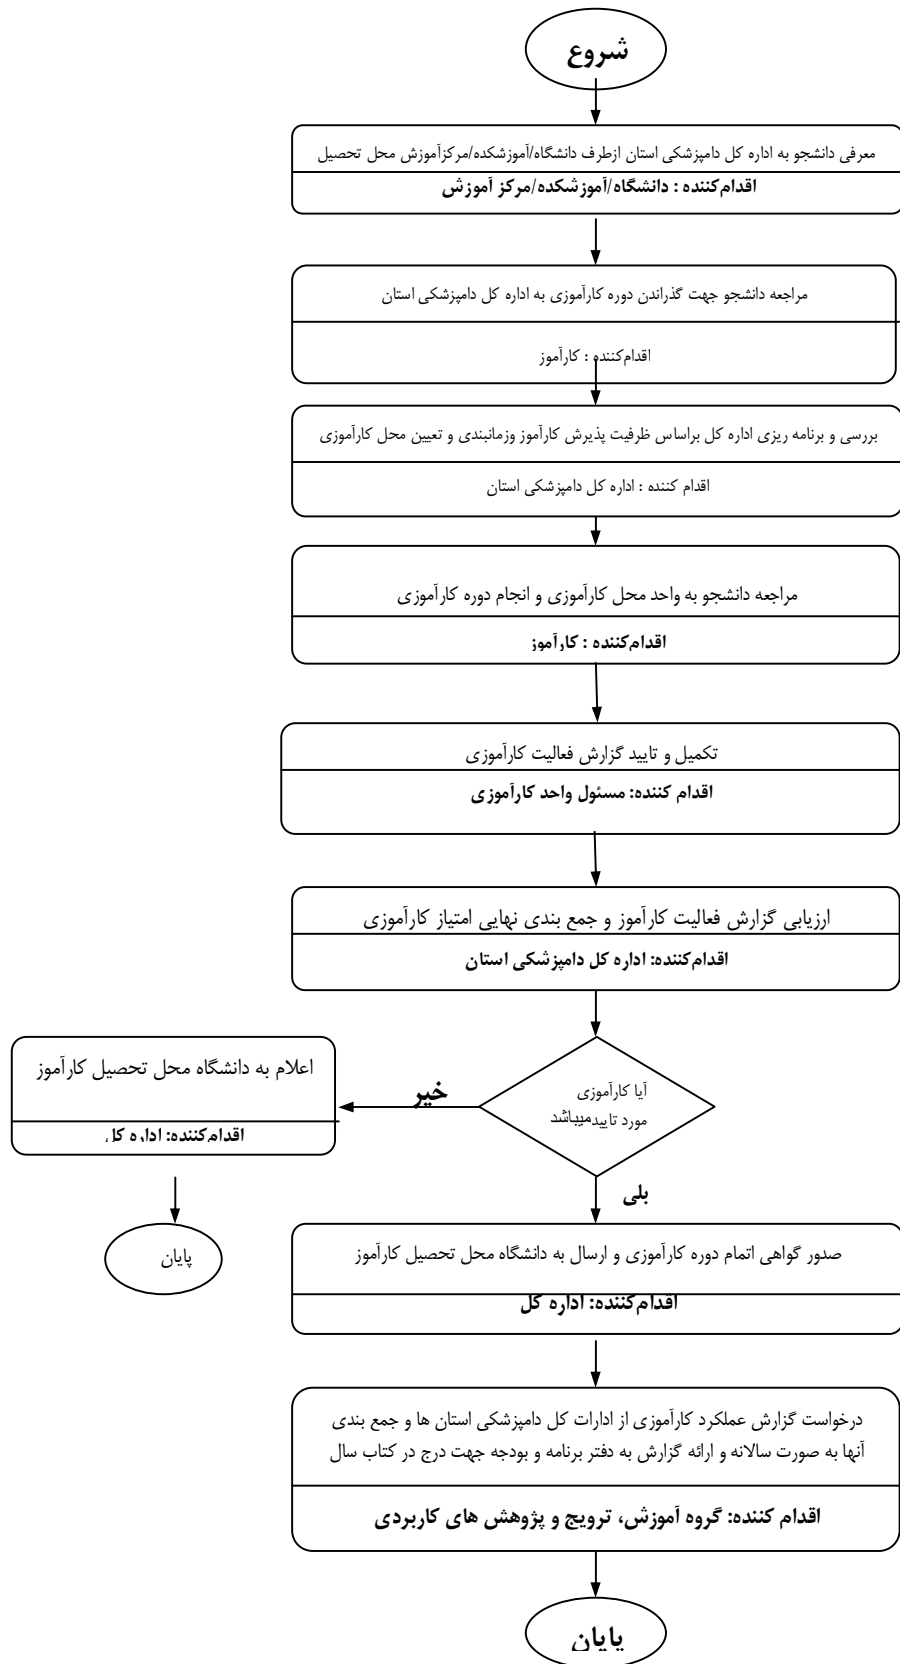 شروع
معرفی دانشجو به اداره کل دامپزشکی استان ازطرف دانشگاه/آموزشکده/مرکزآموزش محل تحصیل
اقدام‌کننده : دانشگاه/آموزشکده/مرکز آموزش
مراجعه دانشجو جهت گذراندن دوره کارآموزی به اداره کل دامپزشکی استان
اقدام‌کننده : کارآموز
بررسی و برنامه ریزی اداره کل براساس ظرفیت پذیرش کارآموز وزمانبندی و تعیین محل کارآموزی
اقدام کننده : اداره کل دامپزشکی استان
مراجعه دانشجو به واحد محل کارآموزی و انجام دوره کارآموزی
اقدام‌کننده : کارآموز
تکمیل و تایید گزارش فعالیت کارآموزی
اقدام کننده: مسئول واحد کارآموزی
ارزیابی گزارش فعالیت کارآموز و جمع بندی نهایی امتیاز کارآموزی
اقدام‌کننده: اداره کل دامپزشکی استان
آیا کارآموزی
مورد تاییدمیباشد
خیر
اعلام به دانشگاه محل تحصیل کارآموز
اقدام‌کننده: اداره کل
پایان
بلی
صدور گواهی اتمام دوره کارآموزی و ارسال به دانشگاه محل تحصیل کارآموز
اقدام‌کننده: اداره کل
درخواست گزارش عملکرد کارآموزی از ادارات کل دامپزشکی استان ها و جمع بندی
آنها به صورت سالانه و ارائه گزارش به دفتر برنامه و بودجه جهت درج در کتاب سال
اقدام کننده: گروه آموزش، ترویج و پژوهش های کاربردی
پایان